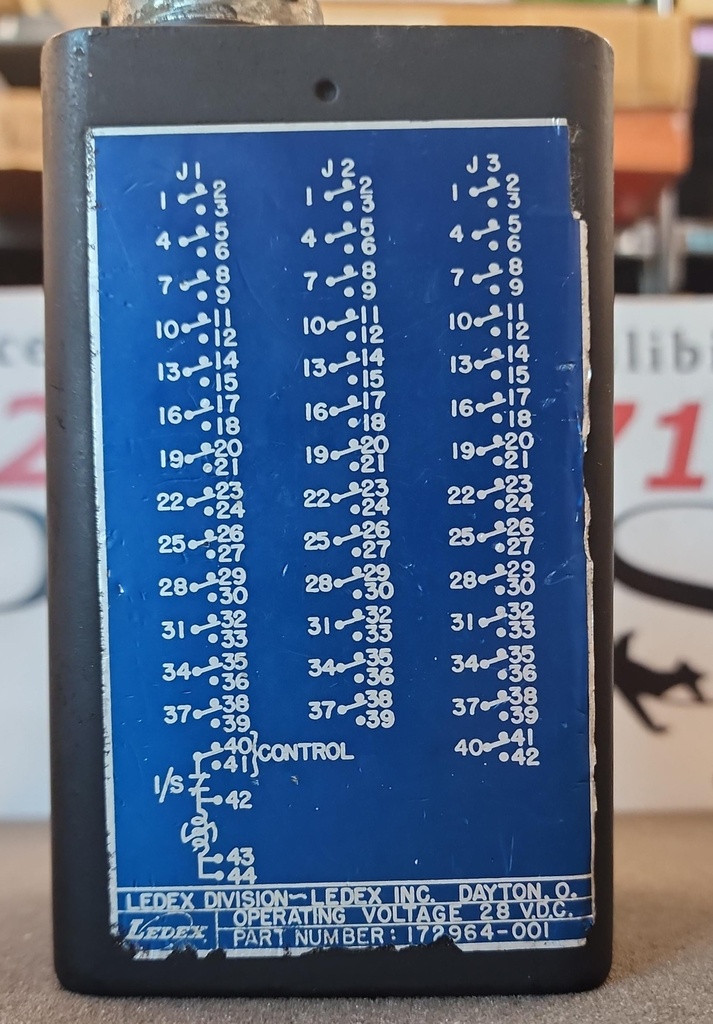 J1 J2 J3
1 2 3 1 2 3 1 2 3
4 5 6 4 5 6 4 5 6
7 8 9 7 8 9 7 8 9
10 11 12 10 11 12 10 11 12
13 14 15 13 14 15 13 14 15
16 17 18 16 17 18 16 17 18
19 20 21 19 20 21 19 20 21
22 23 24 22 23 24 22 23 24
25 26 27 25 26 27 25 26 27
28 29 30 28 29 30 28 29 30
31 32 33 31 32 33 31 32 33
34 35 36 34 35 36 34 35 36
37 38 39 37 38 39 37 38 39
40 41 CONTROL 40 41 42
I/S 42
43
44
LEDEX DIVISION~LEDEX INC. DAYTON, O.
LEDEX
OPERATING VOLTAGE 28 V.D.C.
PART NUMBER: 172964-001